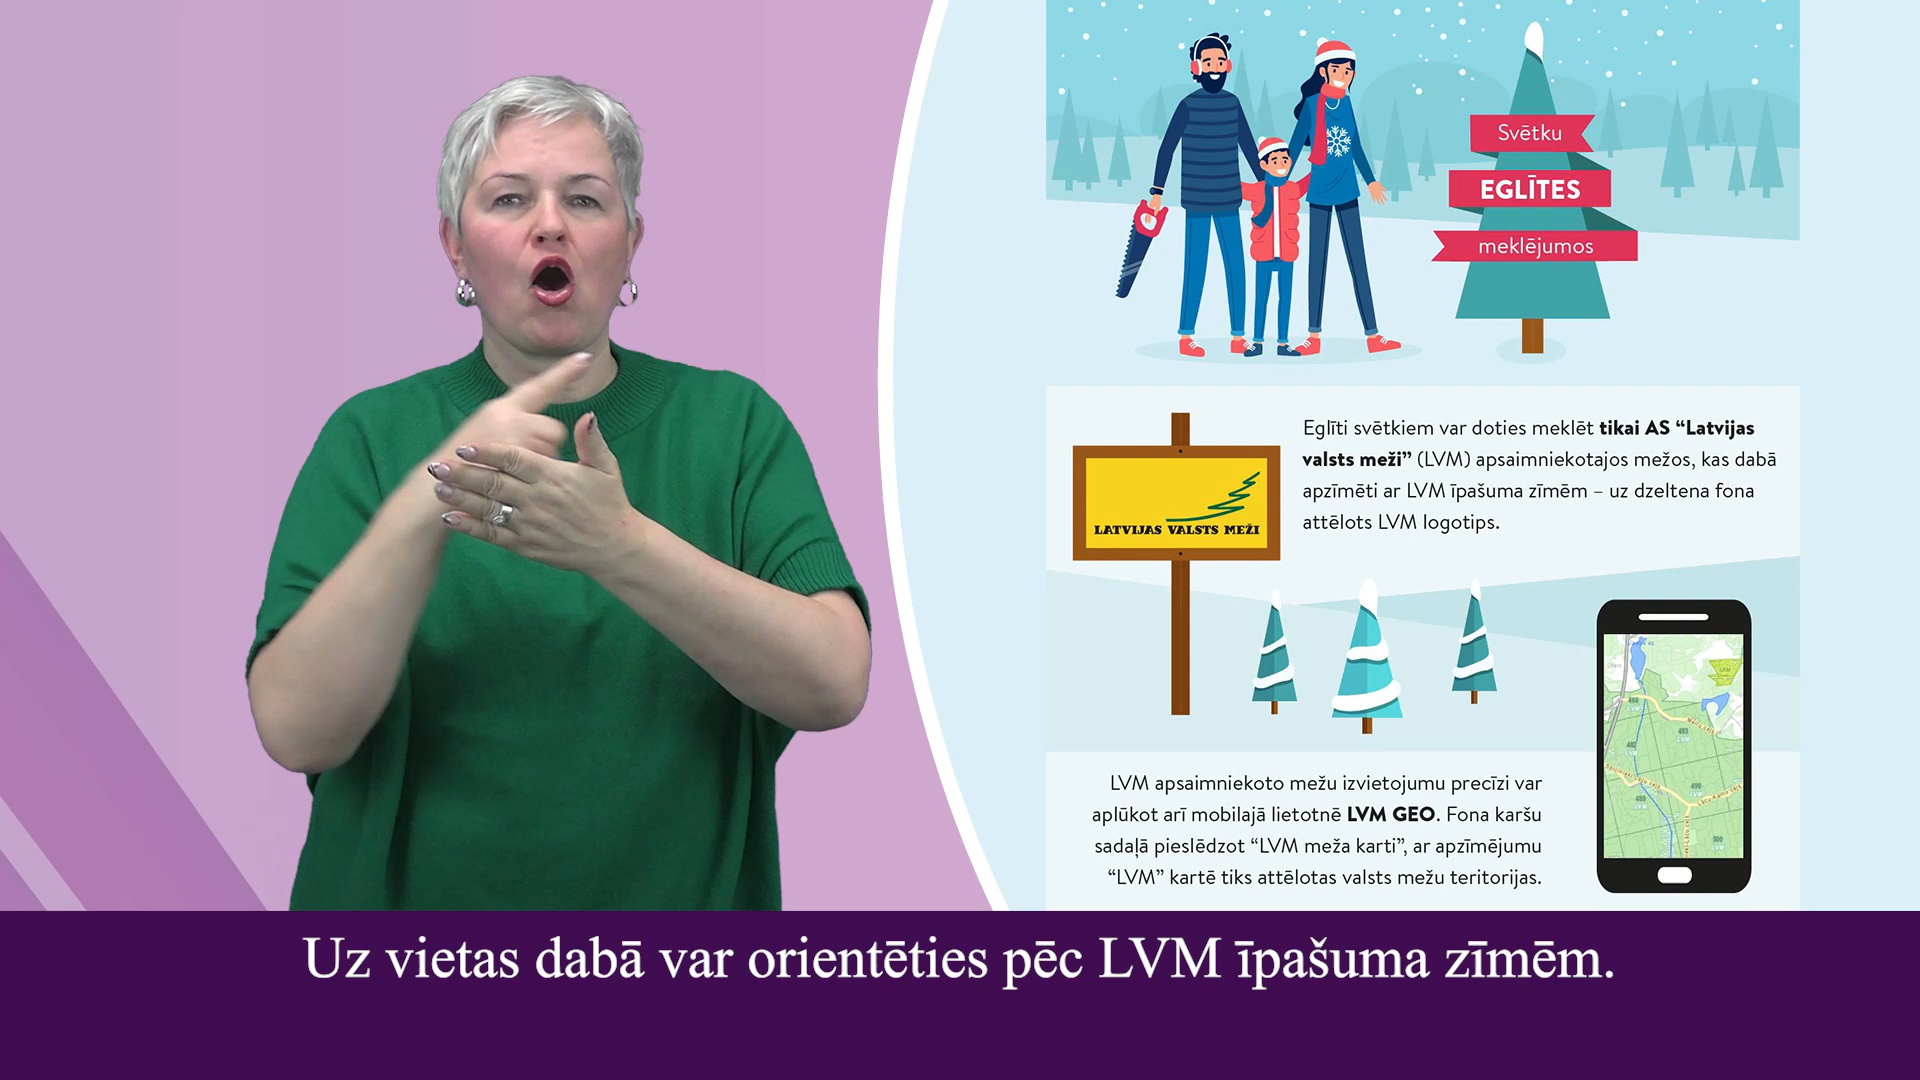 Svētku
EGLĪTES
meklējumos
Eglīti svētkiem var doties meklēt tikai AS “Latvijas
valsts meži” (LVM) apsaimniekotajos mežos, kas dabā
apzīmēti ar LVM īpašuma zīmēm – uz dzeltena fona
attēlots LVM logotips.
LATVIJAS VALSTS MEŽI
LVM apsaimniekoto mežu izvietojumu precīzi var
aplūkot arī mobilajā lietotnē LVM GEO. Fona karšu
sadaļā pieslēdzot “LVM meža karti”, ar apzīmējumu
“LVM” kartē tiks attēlotas valsts mežu teritorijas.
Uz vietas dabā var orientēties pēc LVM īpašuma zīmēm.